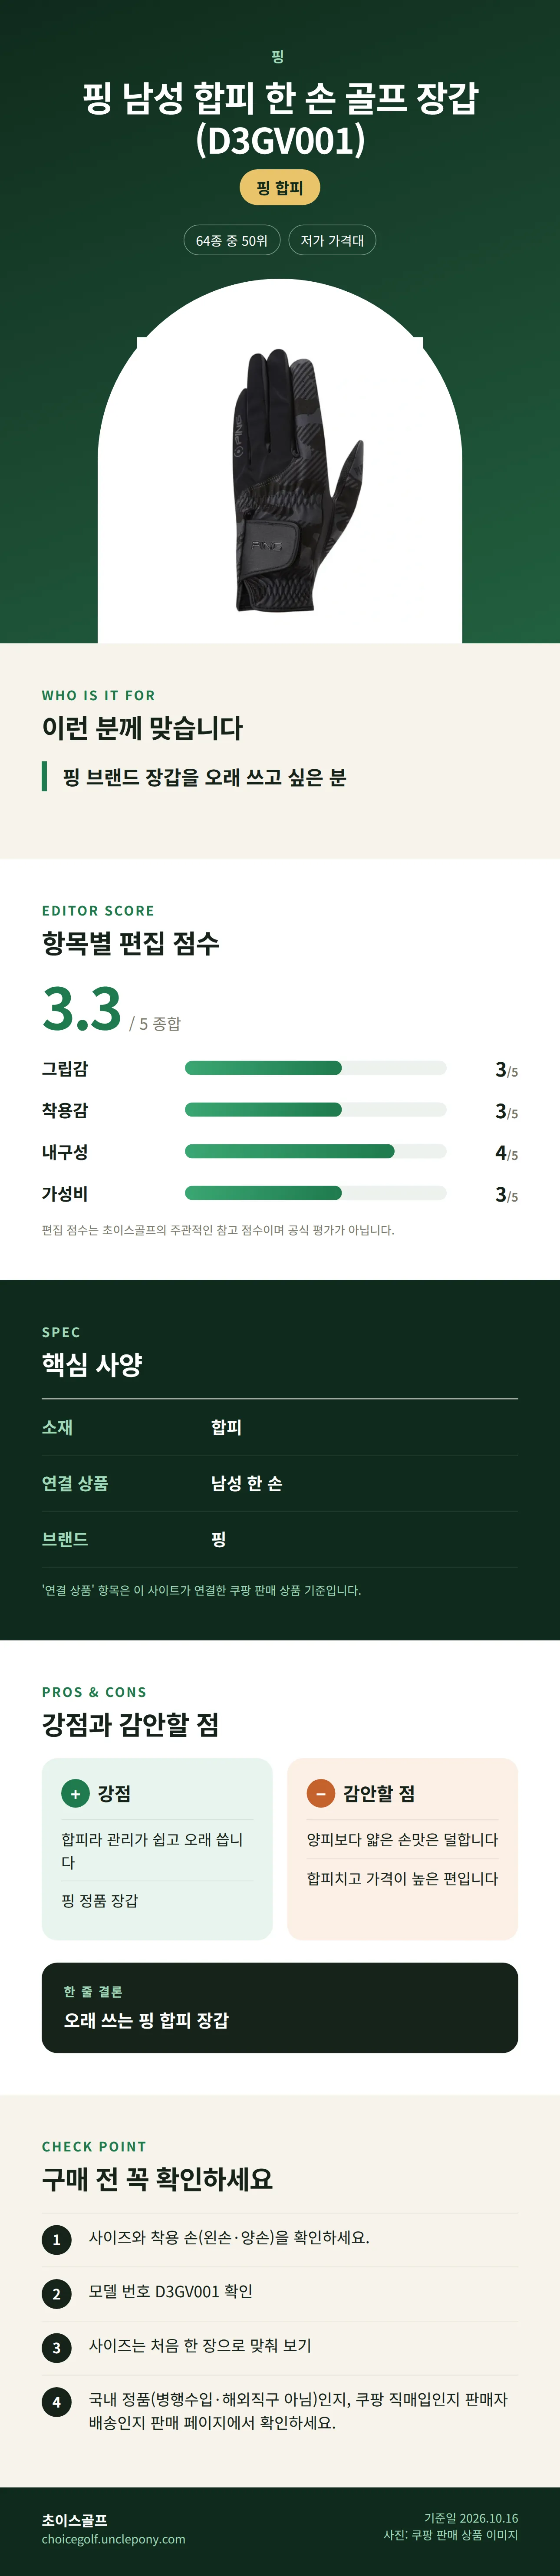 핑
핑 남성 합피 한 손 골프 장갑
(D3GV001)
핑 합피
64종 중 50위
저가 가격대
PING
PING
WHO IS IT FOR
이런 분께 맞습니다
핑 브랜드 장갑을 오래 쓰고 싶은 분
EDITOR SCORE
항목별 편집 점수
3.3 / 5 종합
그립감 3/5
착용감 3/5
내구성 4/5
가성비 3/5
편집 점수는 초이스골프의 주관적인 참고 점수이며 공식 평가가 아닙니다.
SPEC
핵심 사양
소재 합피
연결 상품 남성 한 손
브랜드 핑
'연결 상품' 항목은 이 사이트가 연결한 쿠팡 판매 상품 기준입니다.
PROS & CONS
강점과 감안할 점
+ 강점
합피라 관리가 쉽고 오래 씁니
다
핑 정품 장갑
− 감안할 점
양피보다 얇은 손맛은 덜합니다
합피치고 가격이 높은 편입니다
한 줄 결론
오래 쓰는 핑 합피 장갑
CHECK POINT
구매 전 꼭 확인하세요
1 사이즈와 착용 손(왼손·양손)을 확인하세요.
2 모델 번호 D3GV001 확인
3 사이즈는 처음 한 장으로 맞춰 보기
4 국내 정품(병행수입·해외직구 아님)인지, 쿠팡 직매입인지 판매자
배송인지 판매 페이지에서 확인하세요.
초이스골프
choicegolf.unclepony.com
기준일 2026.10.16
사진: 쿠팡 판매 상품 이미지